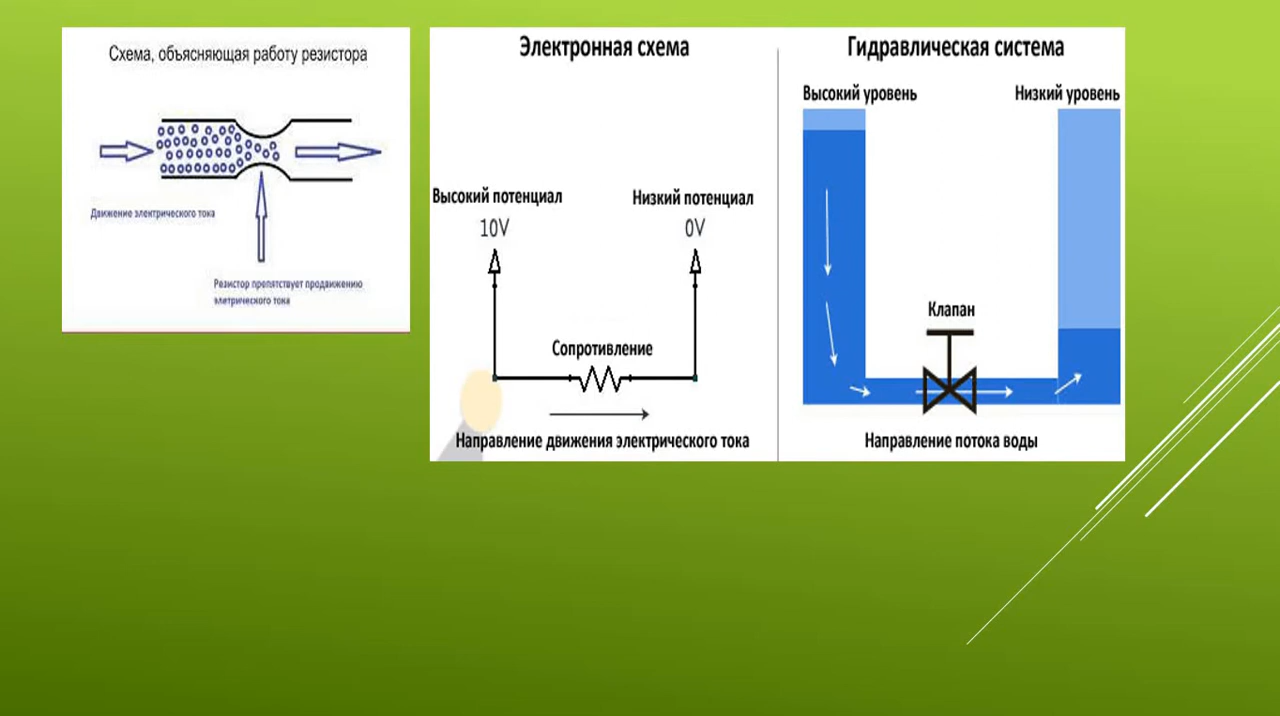 Схема, объясняющая работу резистора
Движение электрического тока
Резистор препятствует продвижению
элетрического тока
Электронная схема
Высокий потенциал
Низкий потенциал
10V
0V
Сопротивление
Направление движения электрического тока
Гидравлическая система
Высокий уровень
Низкий уровень
Клапан
Направление потока воды